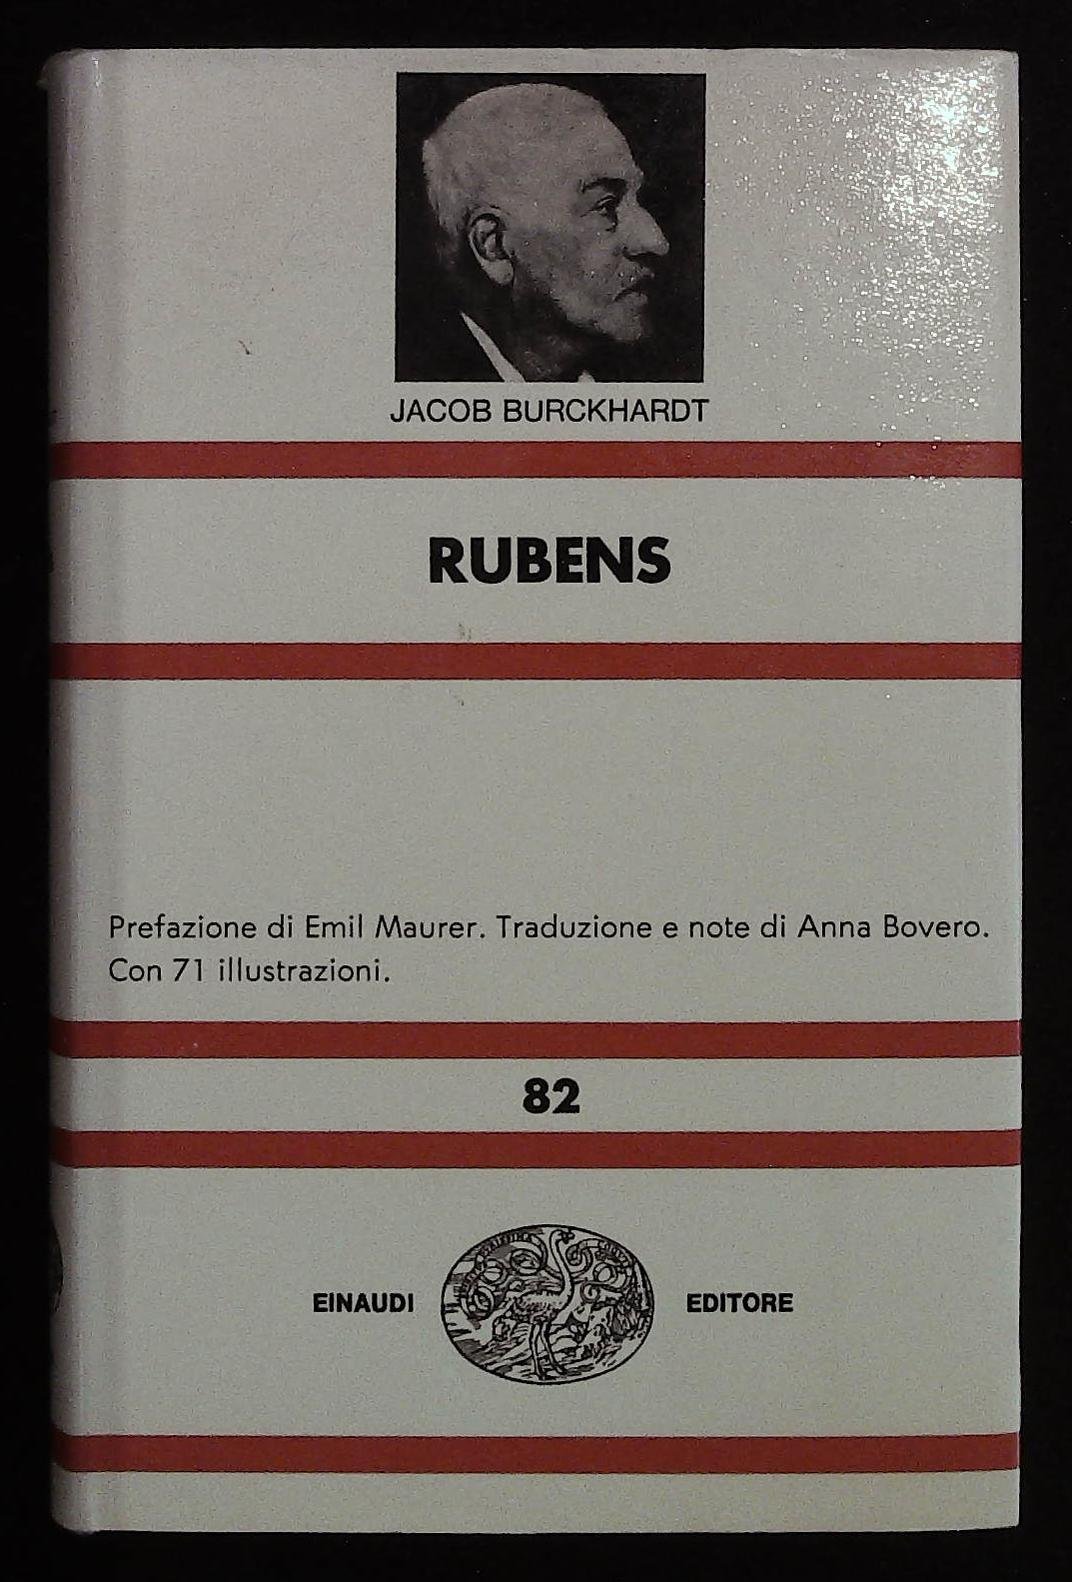 JACOB BURCKHARDT
RUBENS
Prefazione di Emil Maurer. Traduzione e note di Anna Bovero.
Con 71 illustrazioni.
82
EINAUDI EDITORE